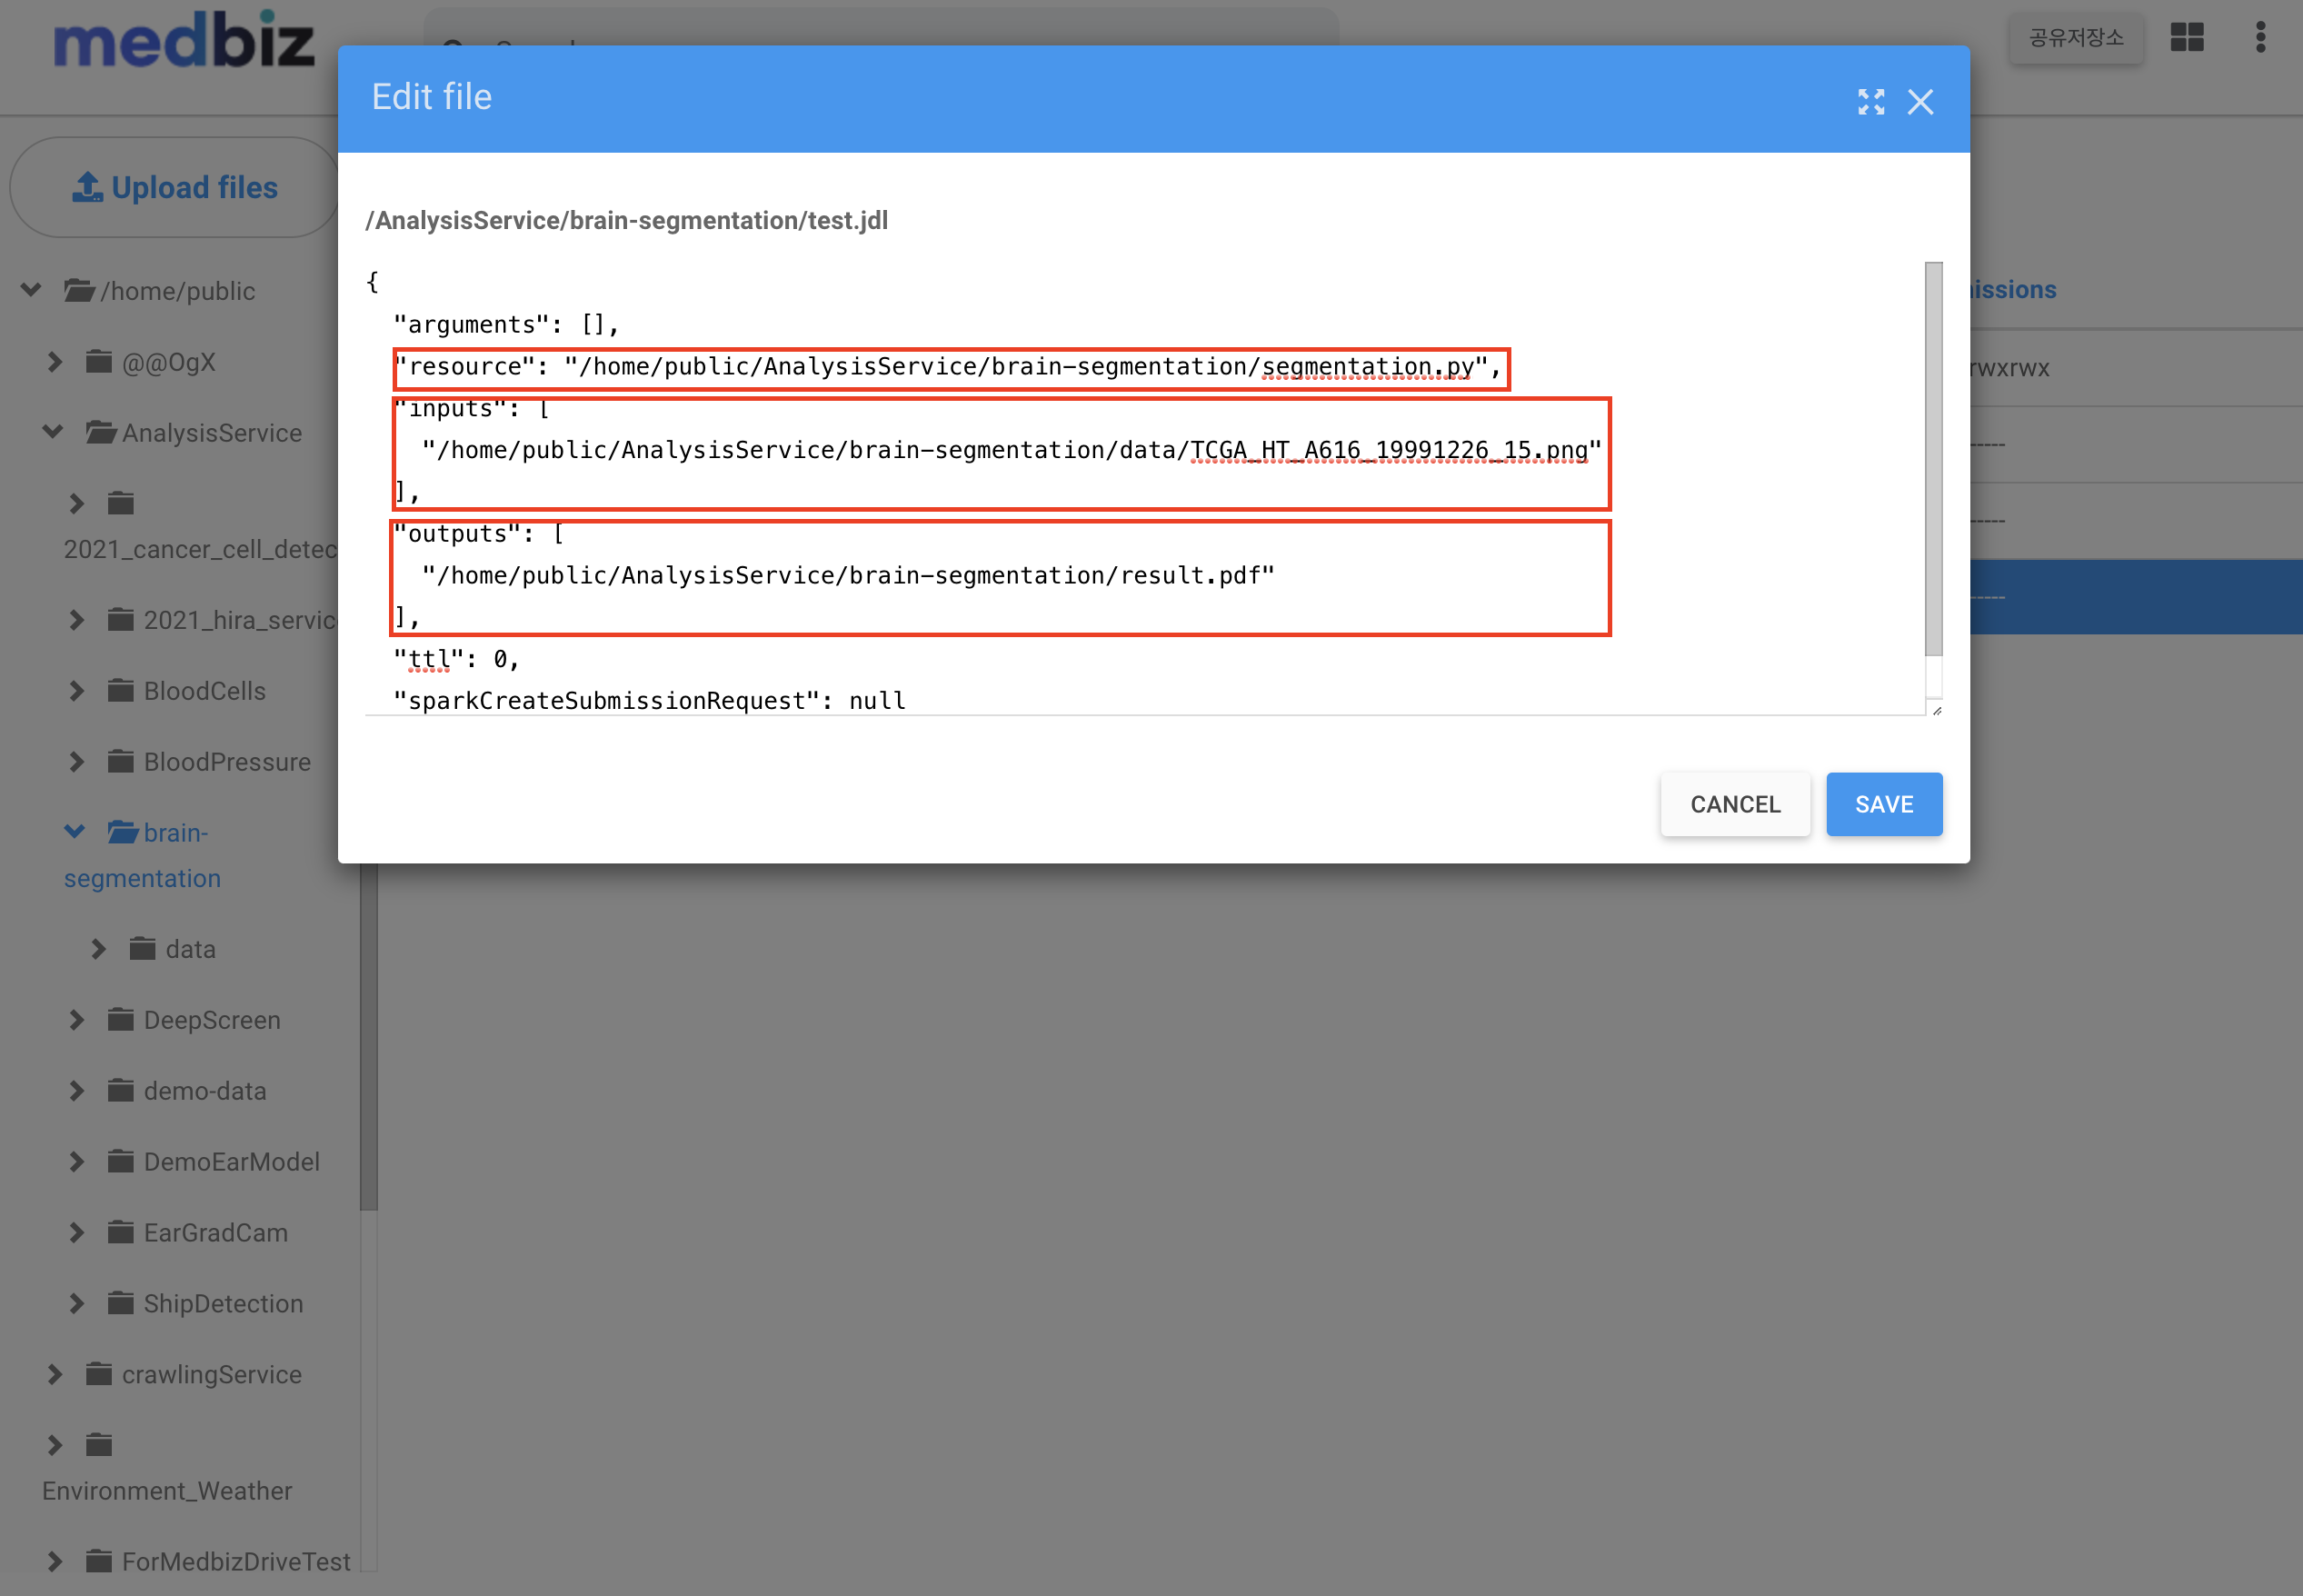 medbiz
공유저장소
Edit file
Upload files
/AnalysisService/brain-segmentation/test.jdl
{
"arguments": [],
"resource": "/home/public/AnalysisService/brain-segmentation/segmentation.py",
"inputs": [
"/home/public/AnalysisService/brain-segmentation/data/TCGA_HT_A616_19991226_15.png"
],
"outputs": [
"/home/public/AnalysisService/brain-segmentation/result.pdf"
],
"ttl": 0,
"sparkCreateSubmissionRequest": null
CANCEL
SAVE
/home/public
@@OgX
AnalysisService
2021_cancer_cell_detec
2021_hira_servic
BloodCells
BloodPressure
brain-
segmentation
data
DeepScreen
demo-data
DemoEarModel
EarGradCam
ShipDetection
crawlingService
Environment_Weather
ForMedbizDriveTest
issions
rwxrwx
-----
-----
-----